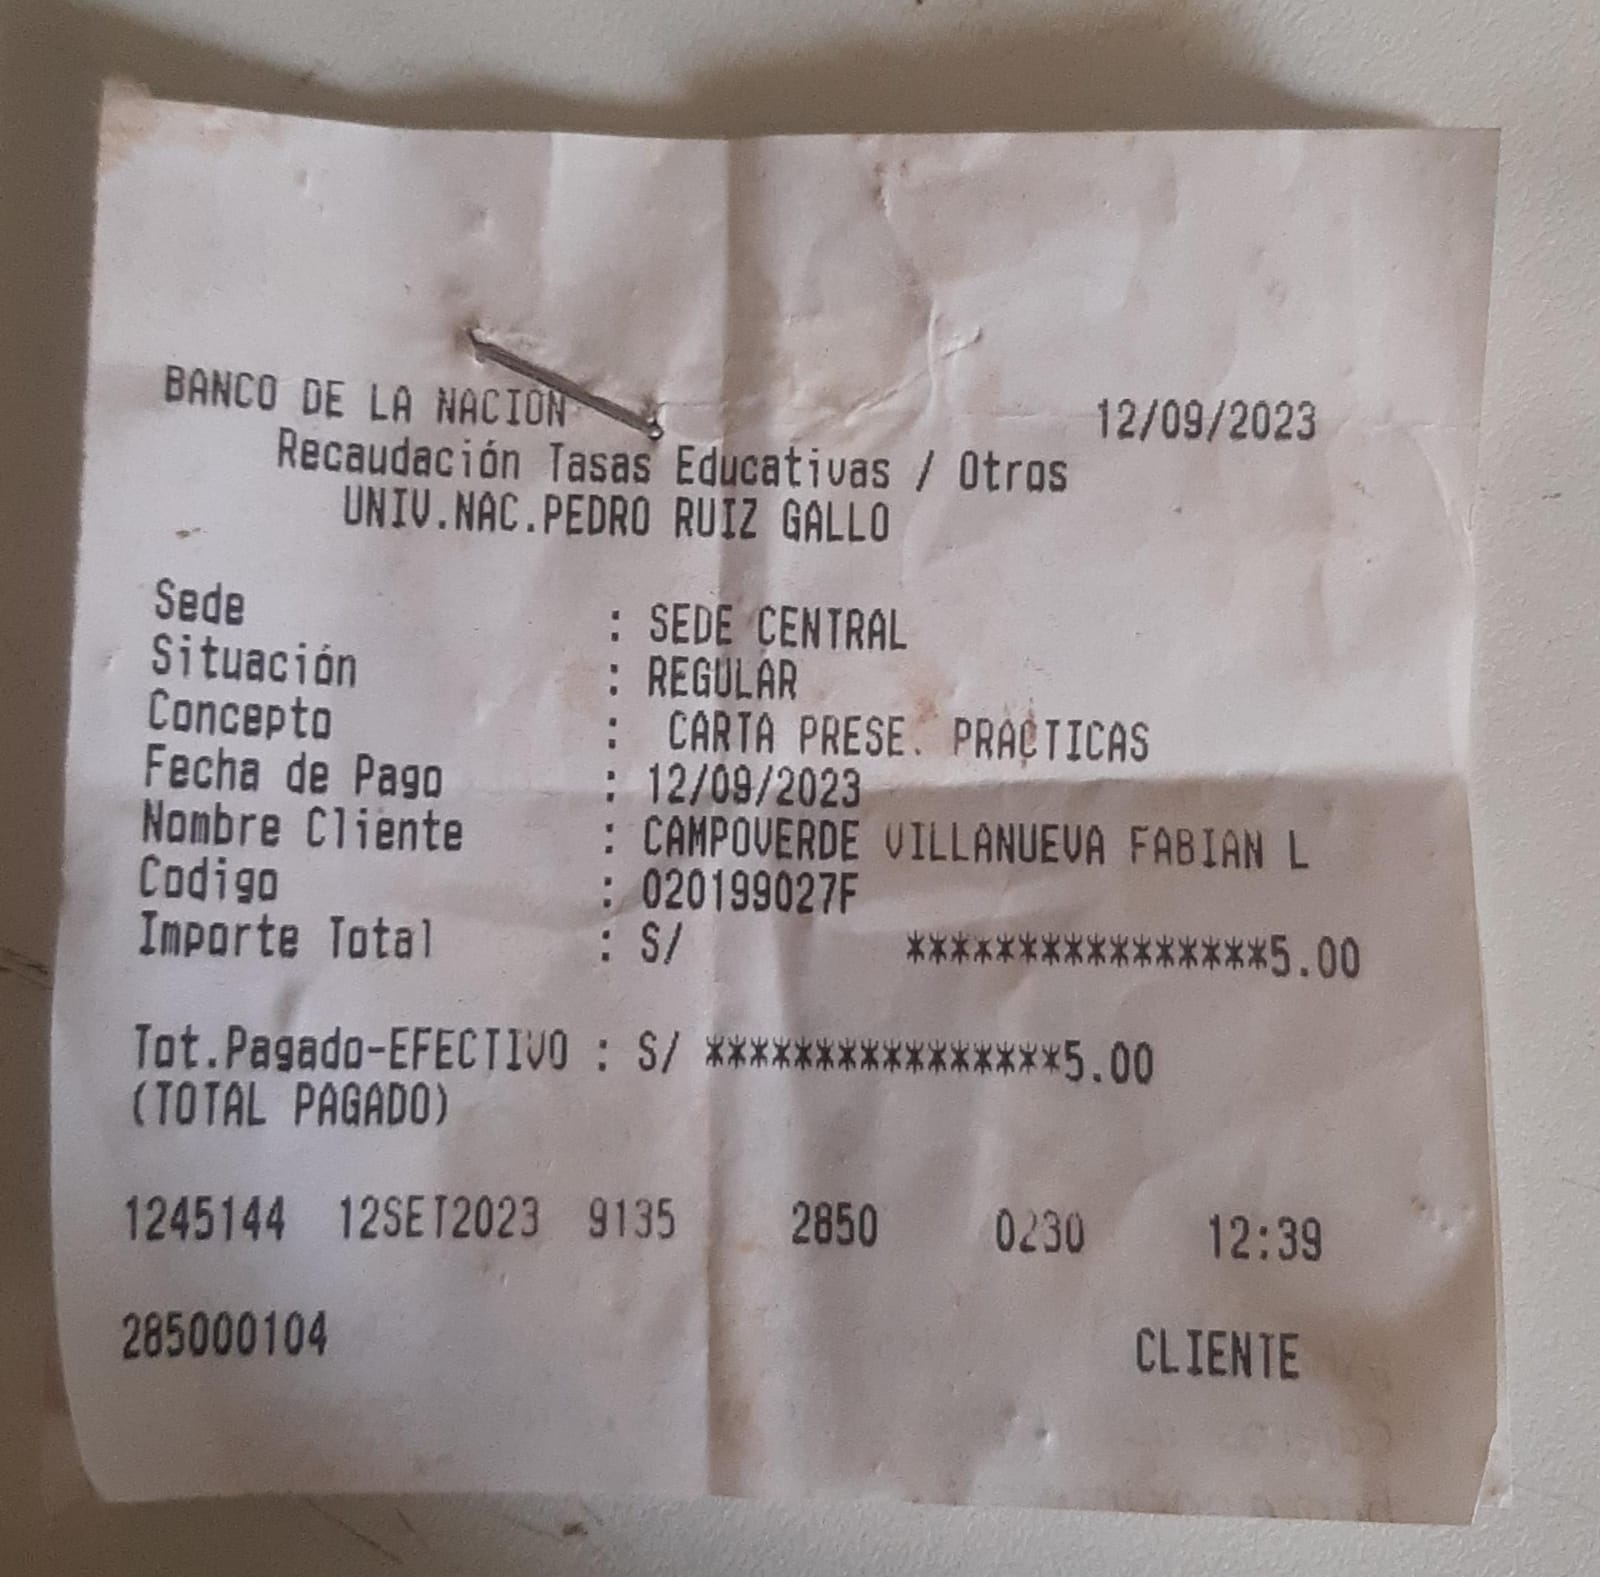 BANCO DE LA NACION 12/09/2023
Recaudación Tasas Educativas / Otros
UNIV.NAC.PEDRO RUIZ GALLO
Sede : SEDE CENTRAL
Situación : REGULAR
Concepto : CARTA PRESE. PRACTICAS
Fecha de Pago : 12/09/2023
Nombre Cliente : CAMPOVERDE VILLANUEVA FABIAN L
Codigo : 020199027F
Importe Total : S/ ****************5.00
Tot.Pagado-EFECTIVO : S/ ****************5.00
(TOTAL PAGADO)
1245144 12SET2023 9135 2850 0230 12:39
285000104 CLIENTE